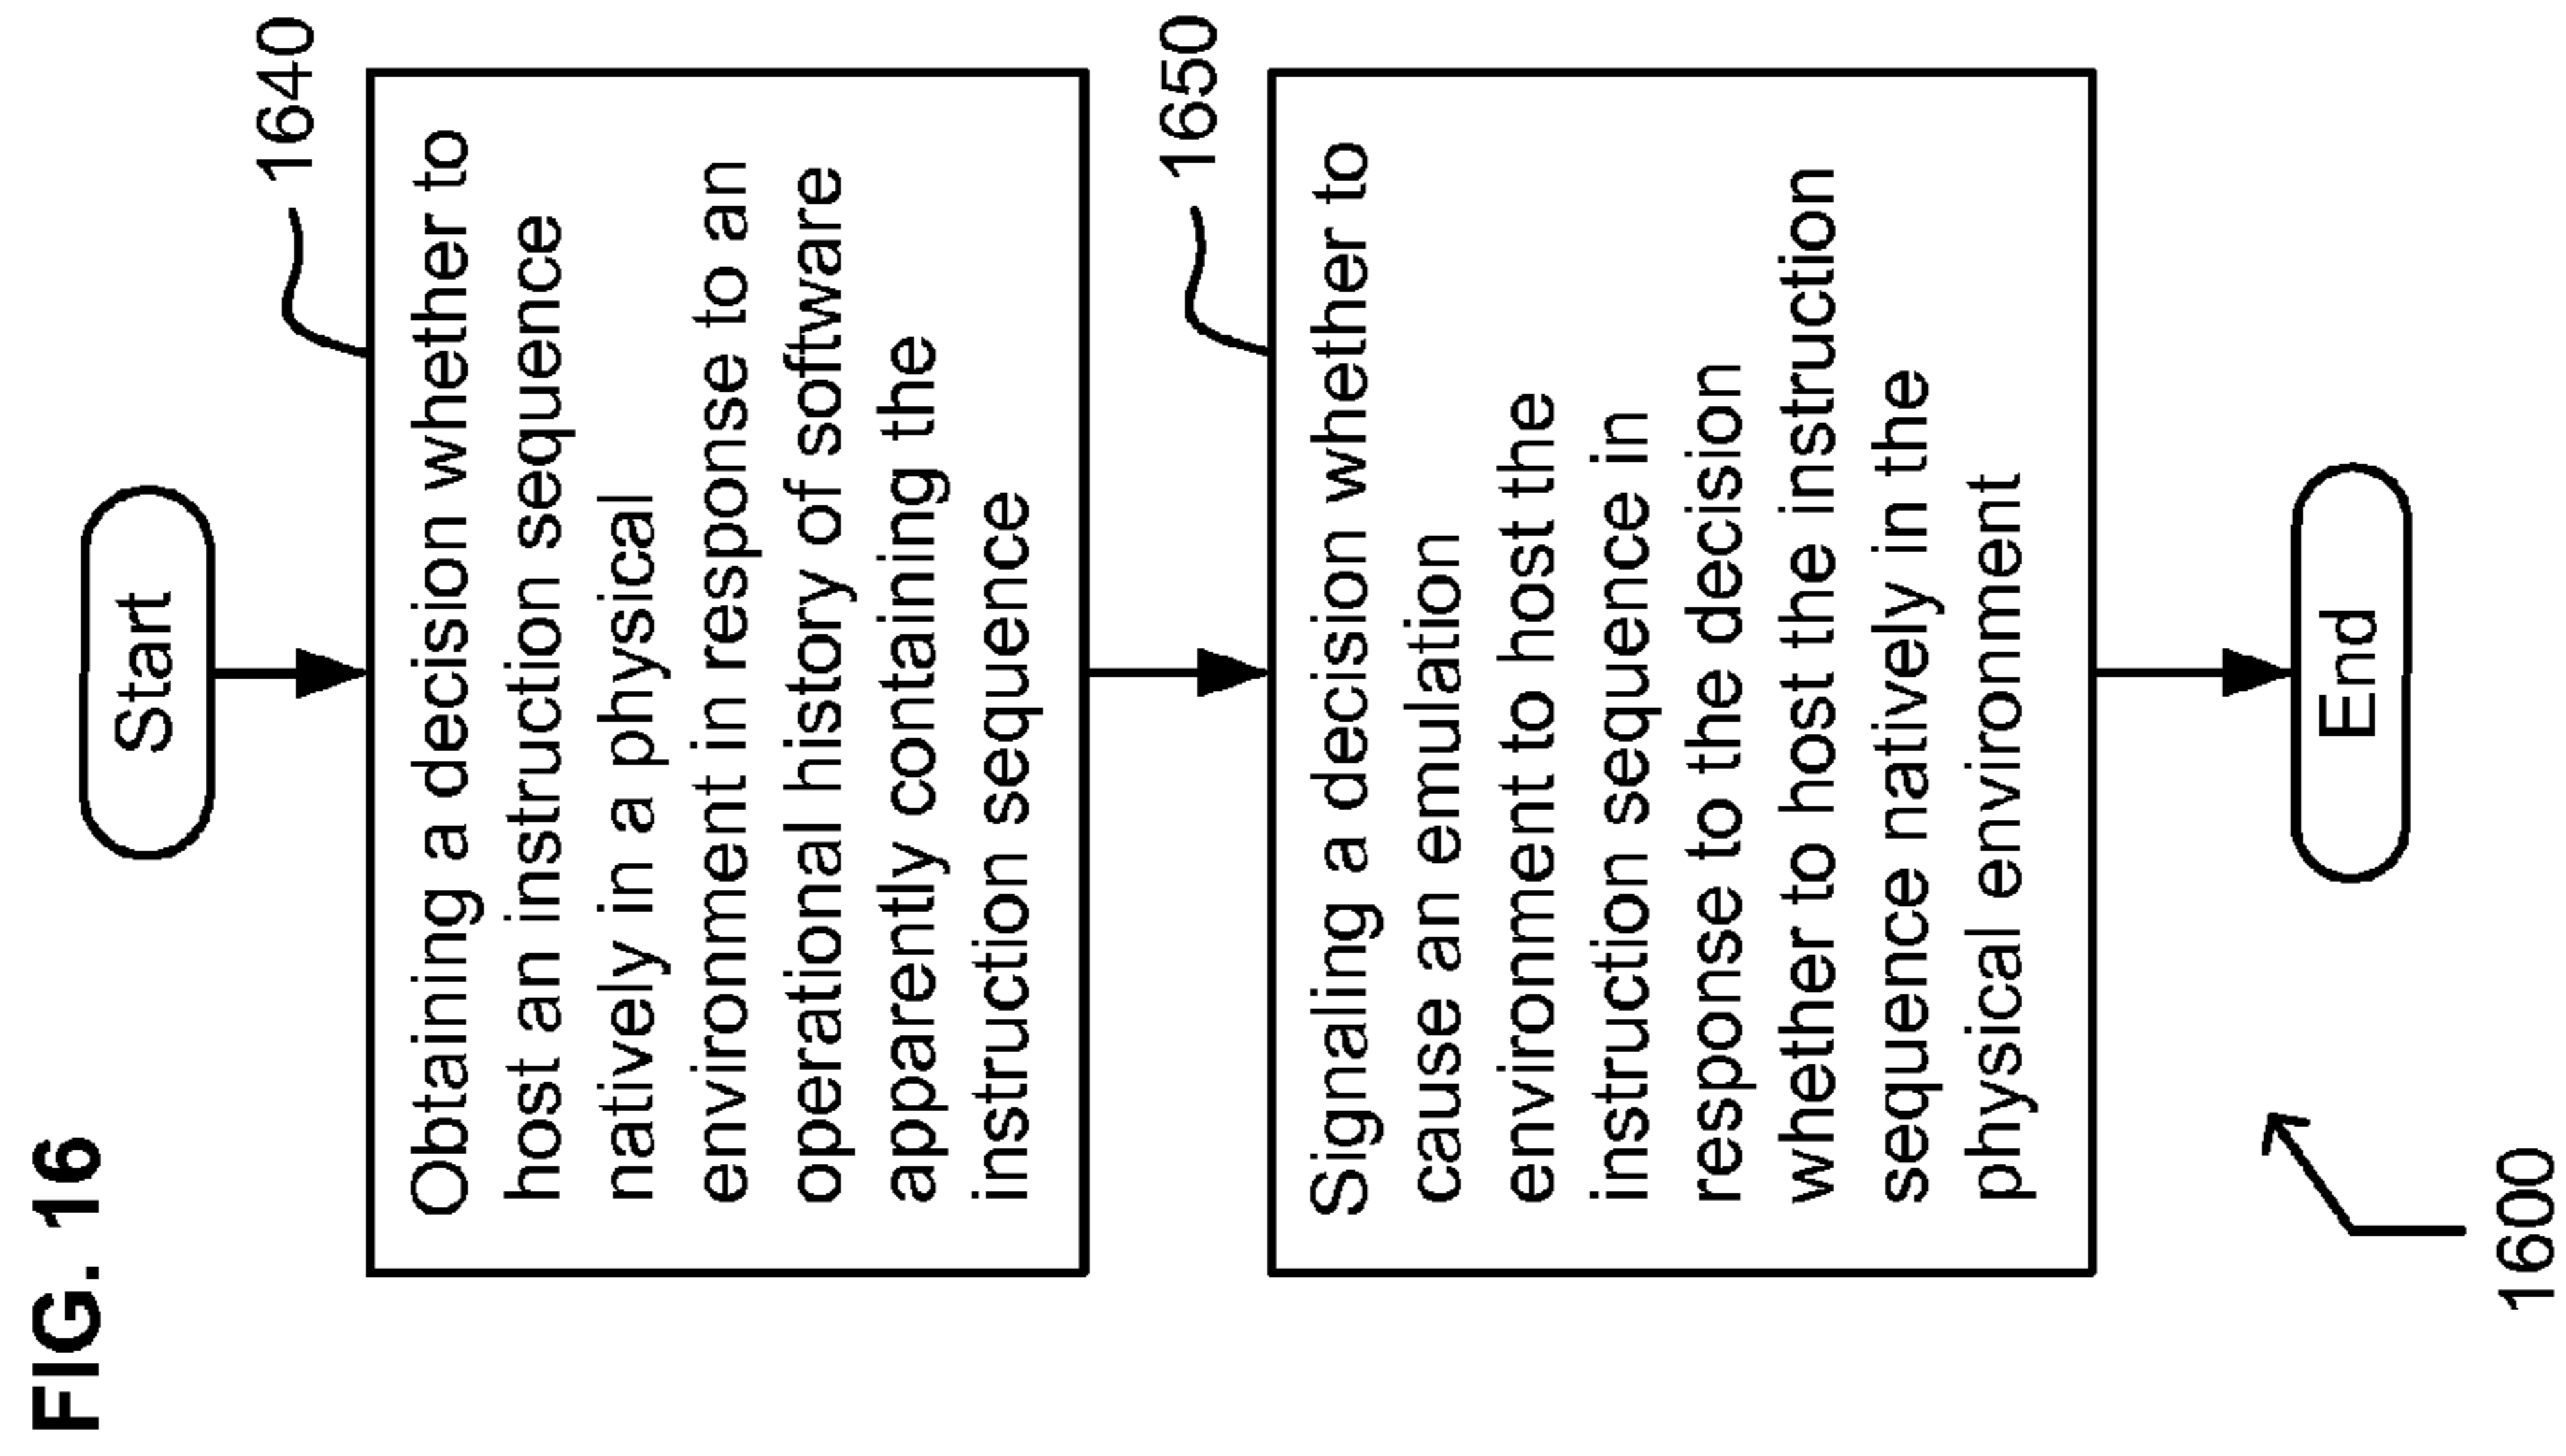 FIG. 16
Start
1640
Obtaining a decision whether to
host an instruction sequence
natively in a physical
environment in response to an
operational history of software
apparently containing the
instruction sequence
1650
Signaling a decision whether to
cause an emulation
environment to host the
instruction sequence in
response to the decision
whether to host the instruction
sequence natively in the
physical environment
End
1600